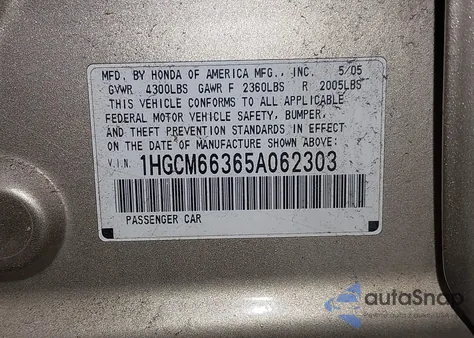 MFD. BY HONDA OF AMERICA MFG., INC. 5/05
GVWR 4300LBS GAWR F 2360LBS R 2005LBS
THIS VEHICLE CONFORMS TO ALL APPLICABLE
FEDERAL MOTOR VEHICLE SAFETY, BUMPER,
AND THEFT PREVENTION STANDARDS IN EFFECT
ON THE DATE OF MANUFACTURE SHOWN ABOVE:
V.I.N. 1HGCM66365A062303
PASSENGER CAR
autaSnap